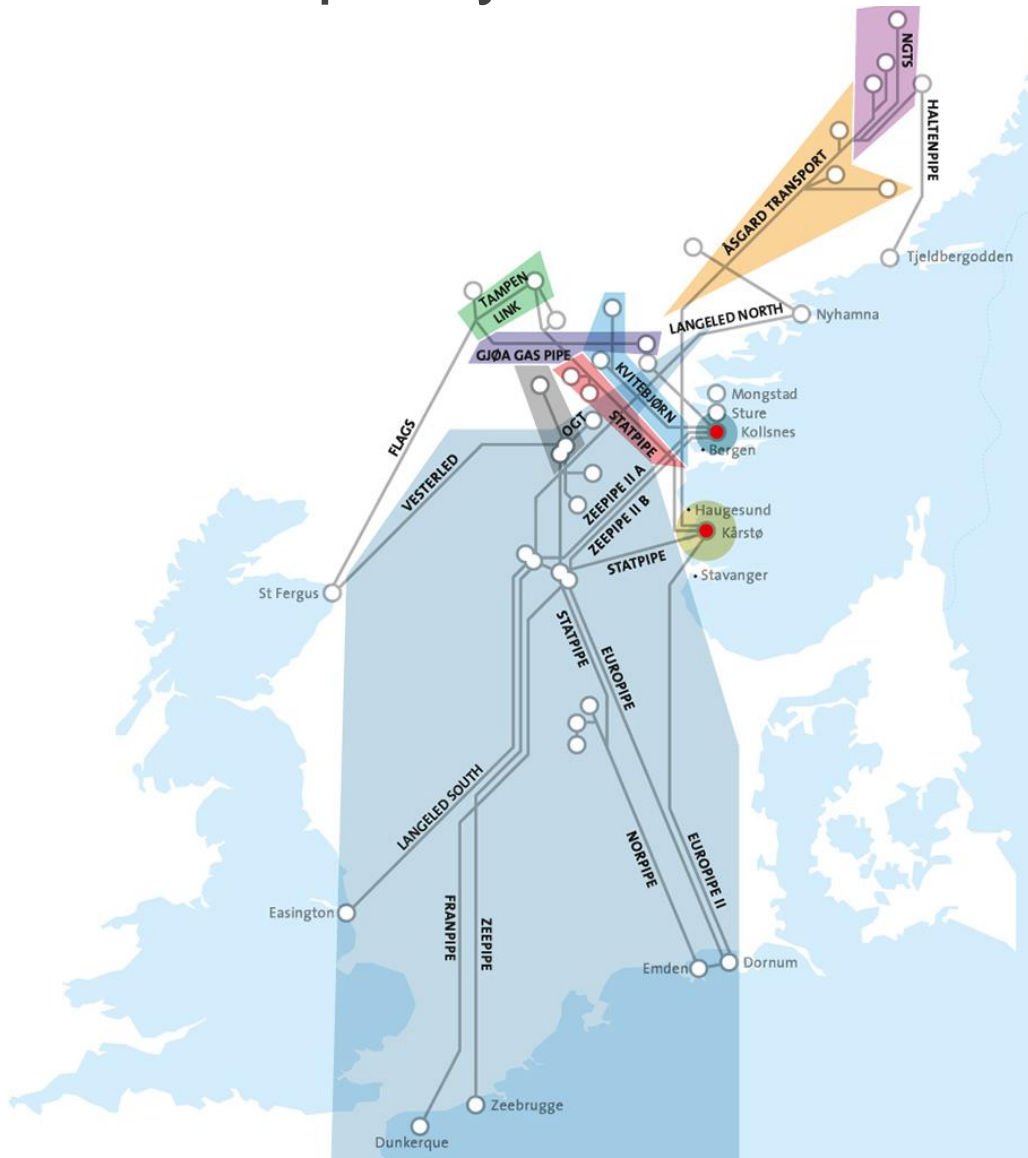 NGTS
HALTENPIPE
ÅSGARD TRANSPORT
Tjeldbergodden
TAMPEN
LINK
LANGELED NORTH
Nyhamna
GJØA GAS PIPE
KVITEBJØRN
Mongstad
Sture
Kollsnes
• Bergen
FLAGS
OGT
STATPIPE
VESTERLED
ZEEPIPE II A
ZEEPIPE II B
• Haugesund
Kårstø
STATPIPE
• Stavanger
St Fergus
STATPIPE
EUROPIPE
LANGELED SOUTH
NORPIPE
EUROPIPE II
Easington
FRANPIPE
ZEEPIPE
Emden
Dornum
Zeebrugge
Dunkerque